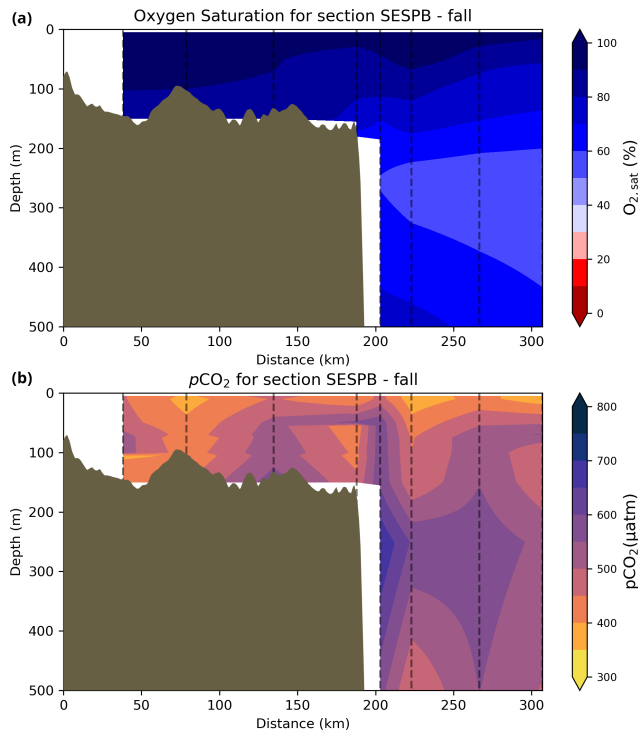 (a)
Oxygen Saturation for section SESPB - fall
0
100
200
300
400
500
Depth (m)
0 50 100 150 200 250 300
Distance (km)
100
80
60
40
20
0
O2, sat (%)
(b)
pCO2 for section SESPB - fall
0
100
200
300
400
500
Depth (m)
0 50 100 150 200 250 300
Distance (km)
800
700
600
500
400
300
pCO2(µatm)